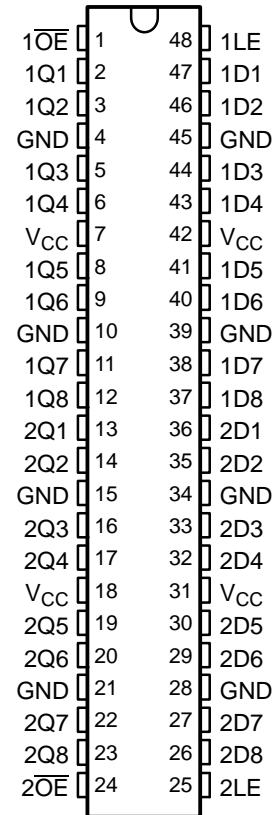 1O̅E̅ 1 48 1LE
1Q1 2 47 1D1
1Q2 3 46 1D2
GND 4 45 GND
1Q3 5 44 1D3
1Q4 6 43 1D4
VCC 7 42 VCC
1Q5 8 41 1D5
1Q6 9 40 1D6
GND 10 39 GND
1Q7 11 38 1D7
1Q8 12 37 1D8
2Q1 13 36 2D1
2Q2 14 35 2D2
GND 15 34 GND
2Q3 16 33 2D3
2Q4 17 32 2D4
VCC 18 31 VCC
2Q5 19 30 2D5
2Q6 20 29 2D6
GND 21 28 GND
2Q7 22 27 2D7
2Q8 23 26 2D8
2O̅E̅ 24 25 2LE